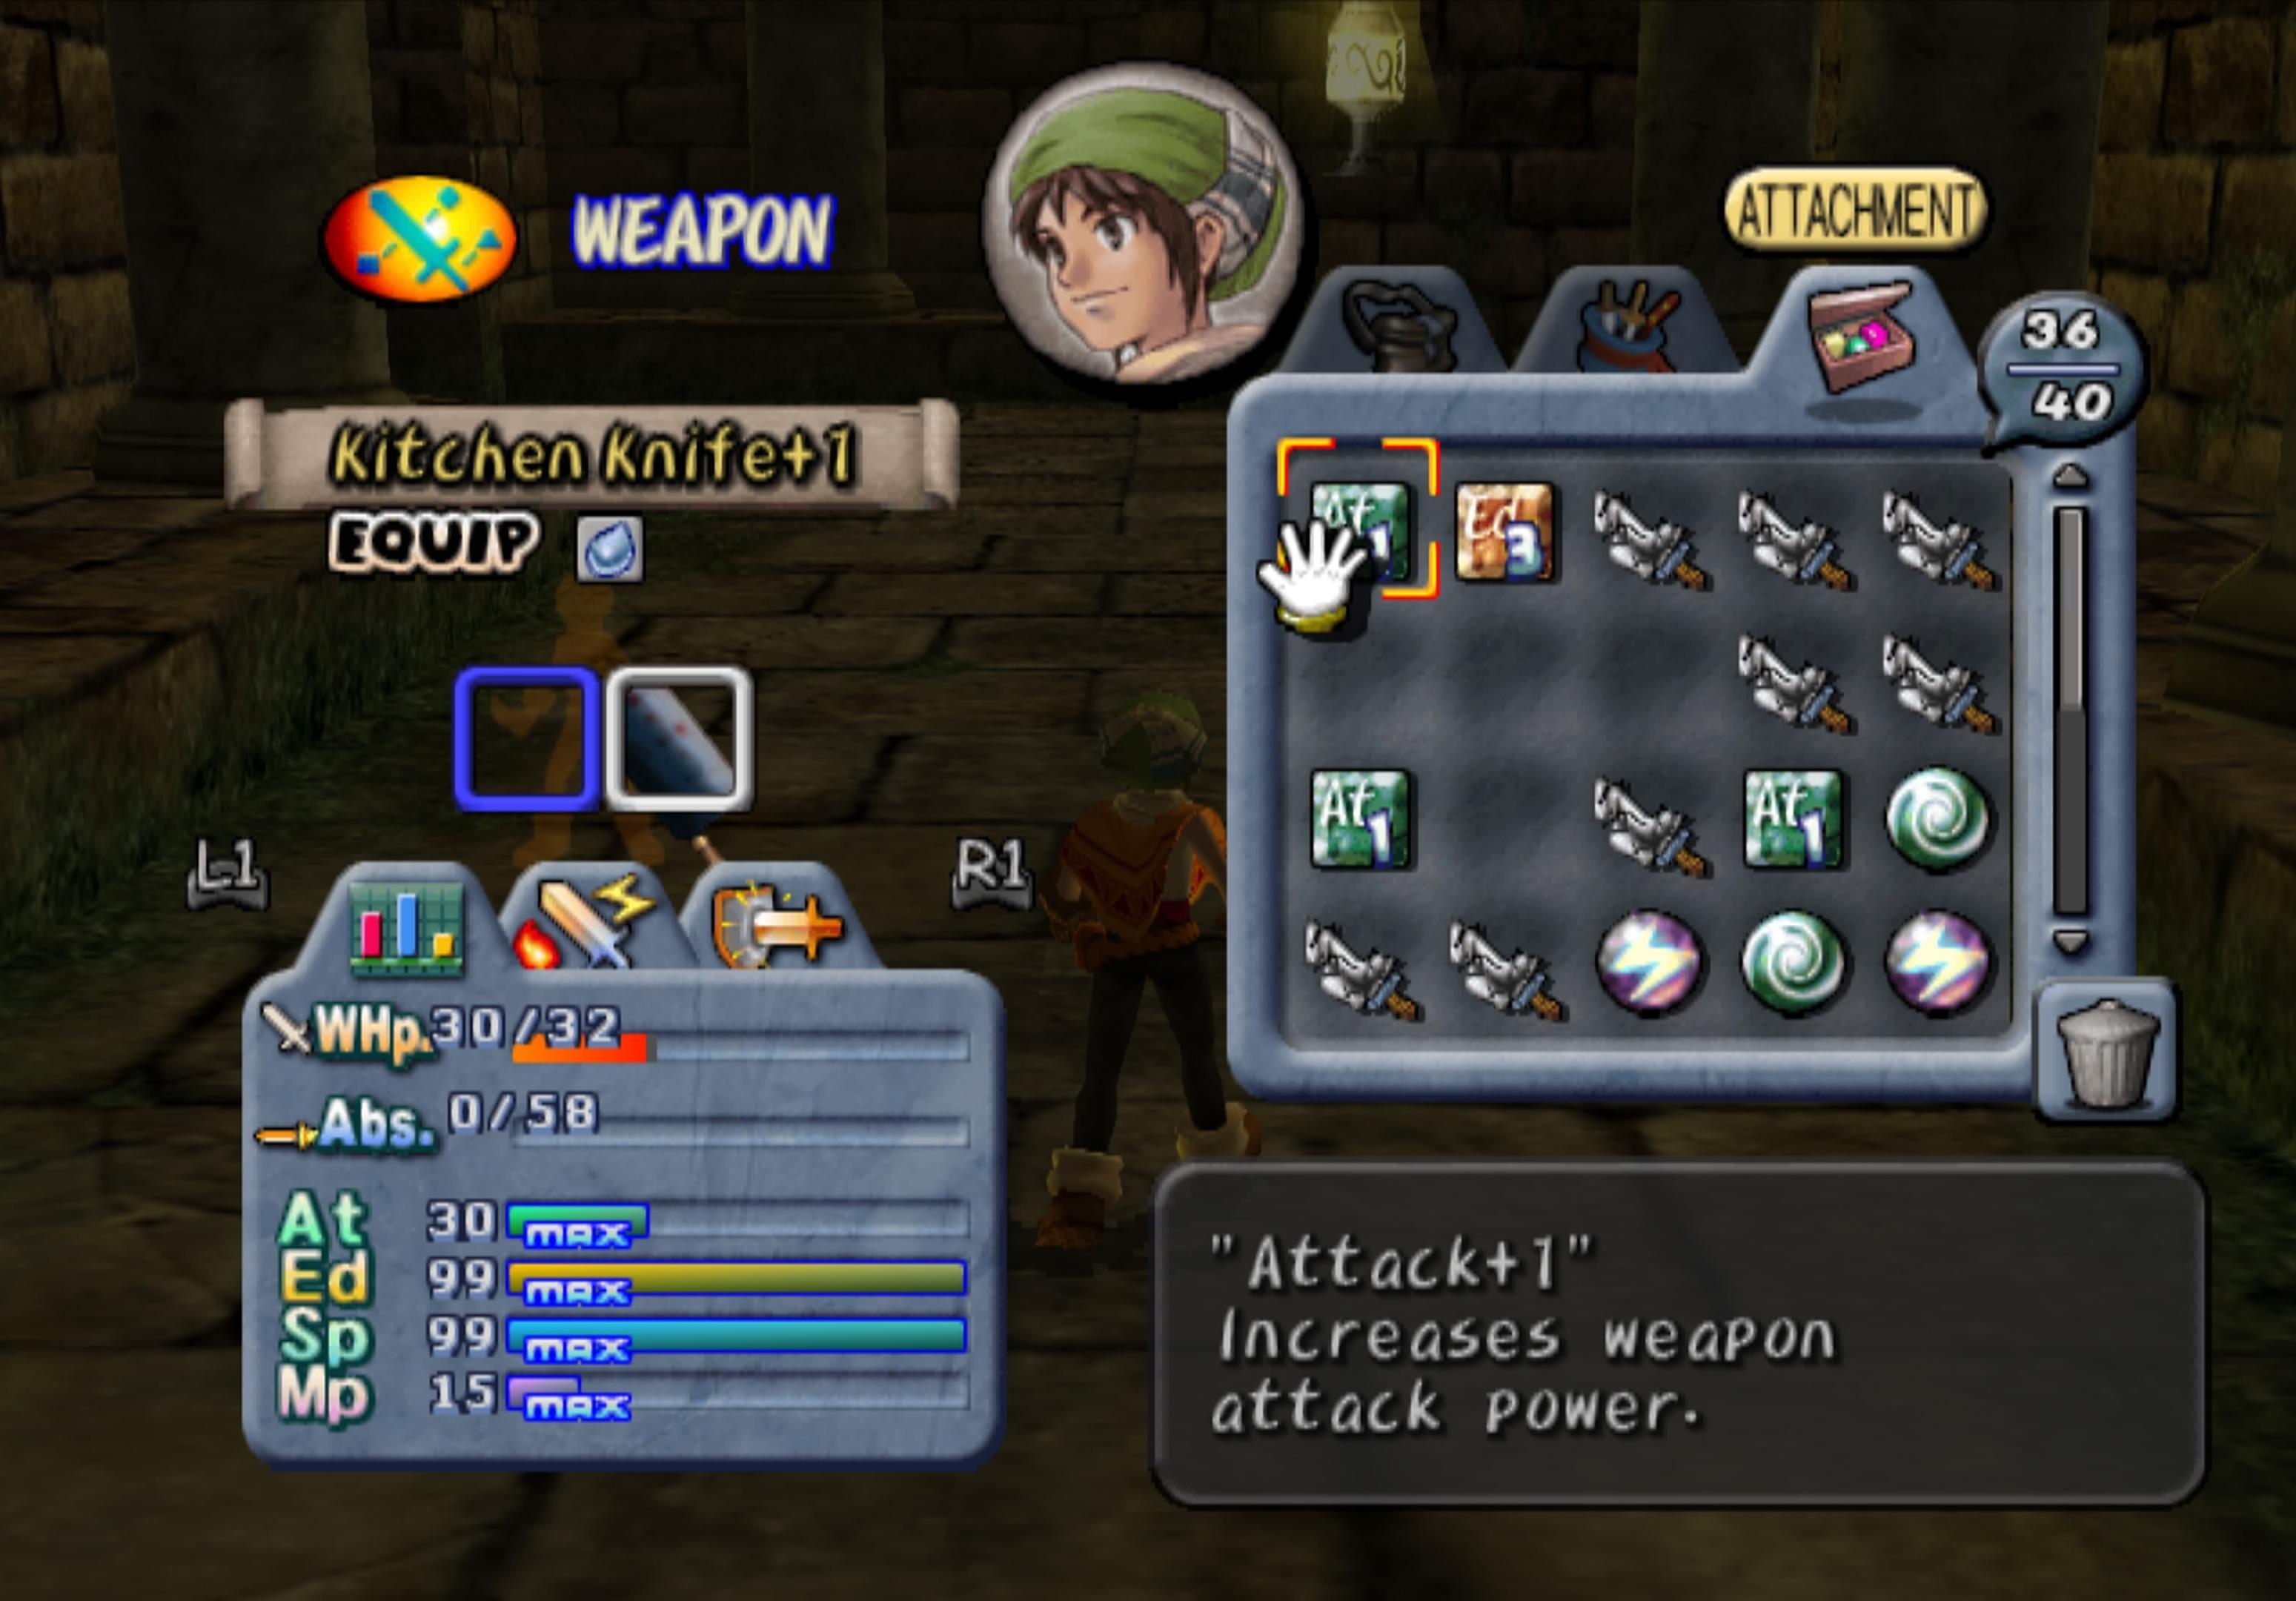 WEAPON
ATTACHMENT
36
40
Kitchen Knife+1
EQUIP
At 1
Ed 3
At 1
At 1
L1
R1
WHp. 30/32
Abs. 0/58
At 30 max
Ed 99 max
Sp 99 max
Mp 15 max
"Attack+1"
Increases weapon
attack power.